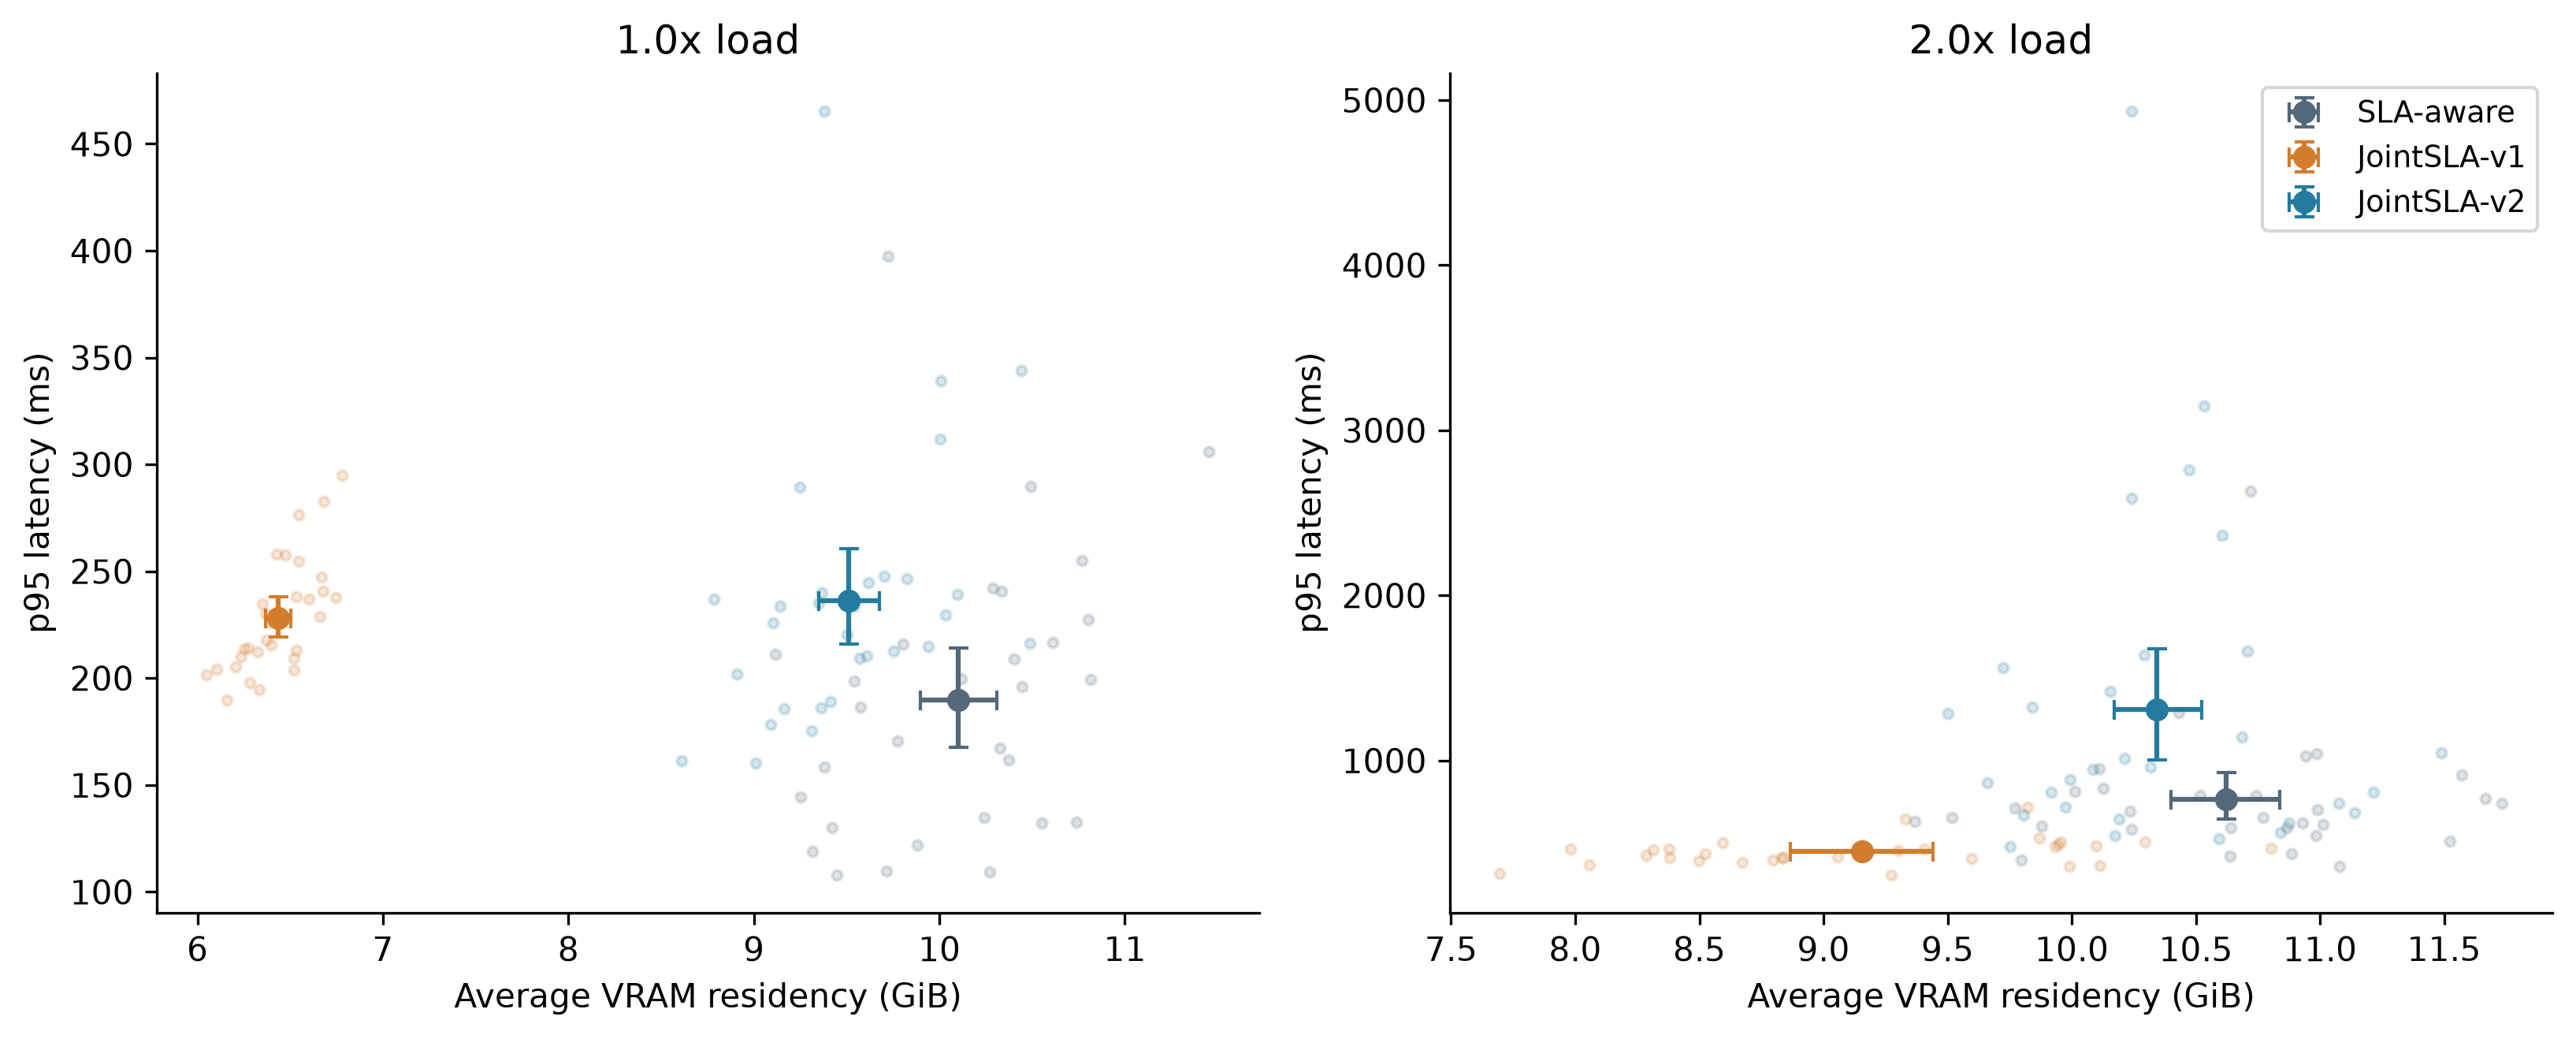 1.0x load
450
400
350
300
250
200
150
100
p95 latency (ms)
6 7 8 9 10 11
Average VRAM residency (GiB)
2.0x load
5000
4000
3000
2000
1000
p95 latency (ms)
7.5 8.0 8.5 9.0 9.5 10.0 10.5 11.0 11.5
Average VRAM residency (GiB)
SLA-aware
JointSLA-v1
JointSLA-v2